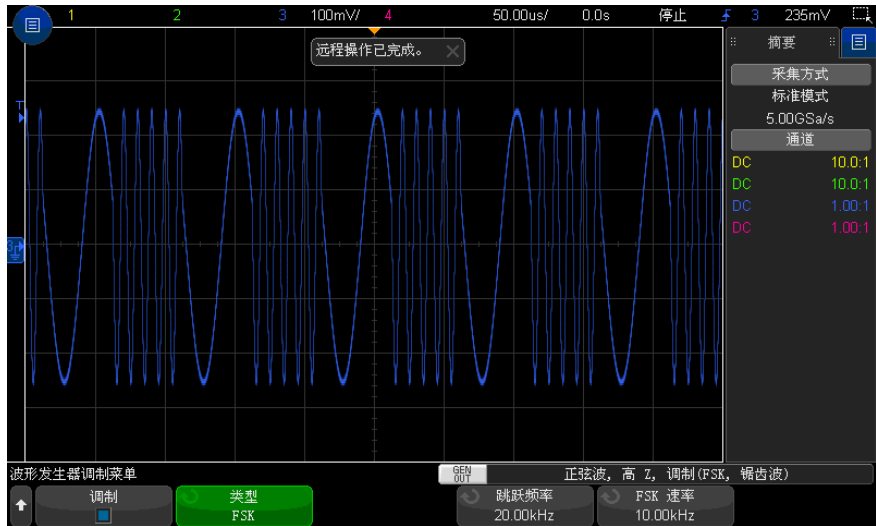 1 2 3 100mV/ 4 50.00us/ 0.0s 停止 3 235mV
远程操作已完成。
摘要
采集方式
标准模式
5.00GSa/s
通道
DC 10.0:1
DC 10.0:1
DC 1.00:1
DC 1.00:1
T
3
波形发生器调制菜单
GEN OUT
正弦波, 高 Z, 调制(FSK, 锯齿波)
调制
类型
FSK
跳跃频率
20.00kHz
FSK 速率
10.00kHz